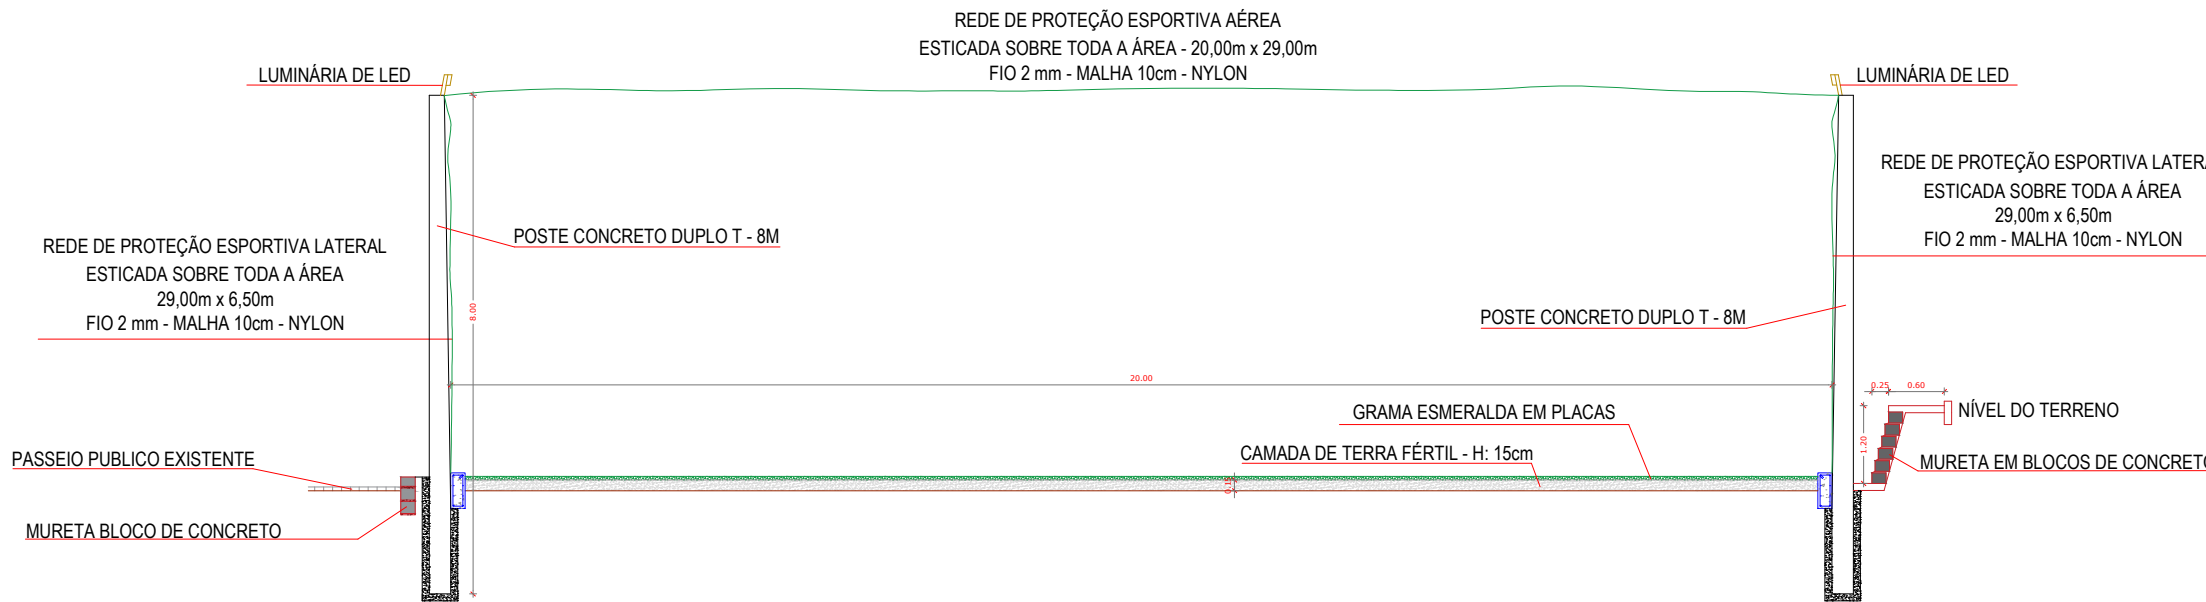 REDE DE PROTEÇÃO ESPORTIVA AÉREA
ESTICADA SOBRE TODA A ÁREA - 20,00m x 29,00m
FIO 2 mm - MALHA 10cm - NYLON
LUMINÁRIA DE LED
LUMINÁRIA DE LED
REDE DE PROTEÇÃO ESPORTIVA LATERA
ESTICADA SOBRE TODA A ÁREA
29,00m x 6,50m
FIO 2 mm - MALHA 10cm - NYLON
POSTE CONCRETO DUPLO T - 8M
REDE DE PROTEÇÃO ESPORTIVA LATERAL
ESTICADA SOBRE TODA A ÁREA
29,00m x 6,50m
FIO 2 mm - MALHA 10cm - NYLON
8.00
POSTE CONCRETO DUPLO T - 8M
20.00
0.25
0.60
GRAMA ESMERALDA EM PLACAS
NÍVEL DO TERRENO
1.20
CAMADA DE TERRA FÉRTIL - H: 15cm
PASSEIO PUBLICO EXISTENTE
MURETA EM BLOCOS DE CONCRETO
0.15
MURETA BLOCO DE CONCRETO